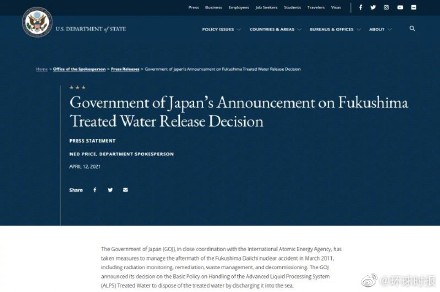 Press Business Employees Job Seekers Students Travelers Visas
U.S. DEPARTMENT of STATE
POLICY ISSUES COUNTRIES & AREAS BUREAUS & OFFICES ABOUT
Home > Office of the Spokesperson > Press Releases > Government of Japan's Announcement on Fukushima Treated Water Release Decision
Government of Japan's Announcement on Fukushima
Treated Water Release Decision
PRESS STATEMENT
NED PRICE, DEPARTMENT SPOKESPERSON
APRIL 12, 2021
Share
The Government of Japan (GOJ), in close coordination with the International Atomic Energy Agency, has
taken measures to manage the aftermath of the Fukushima Daiichi nuclear accident in March 2011,
including radiation monitoring, remediation, waste management, and decommissioning. The GOJ
announced its decision on the Basic Policy on Handling of the Advanced Liquid Processing System
(ALPS) Treated Water to dispose of the treated water by discharging it into the sea.
@环球时报